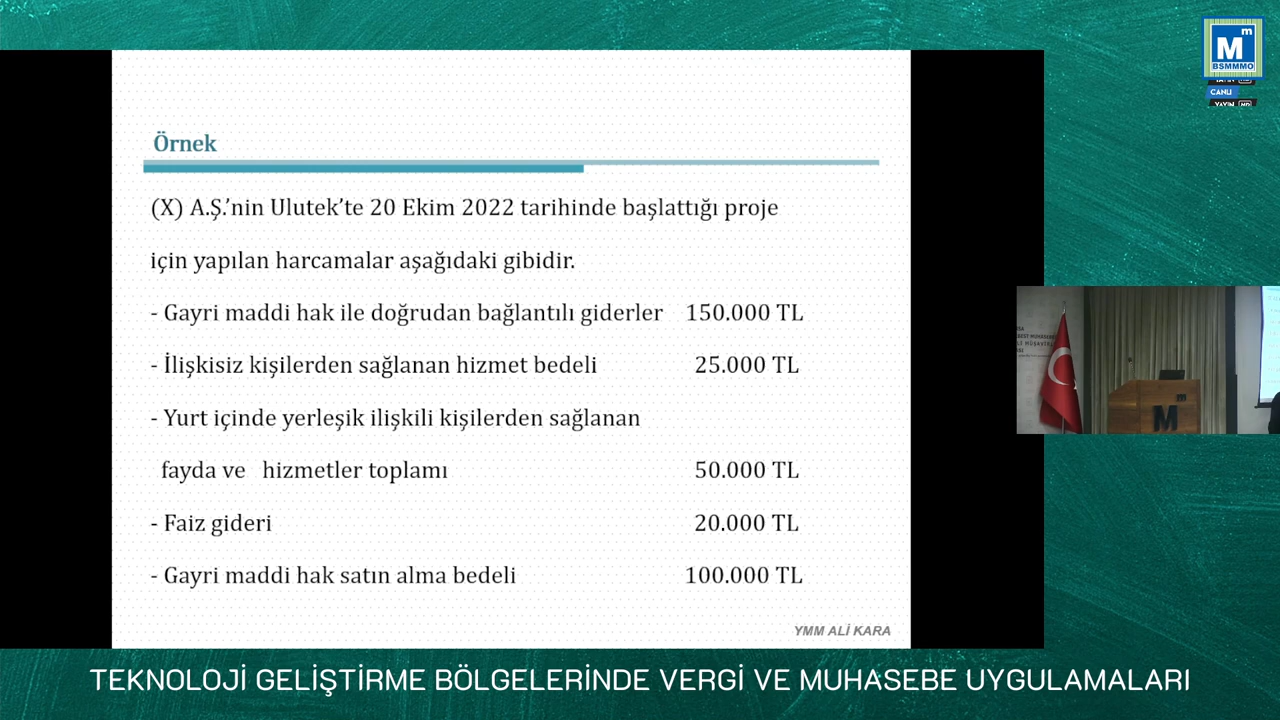 Örnek
(X) A.Ş.'nin Ulutek'te 20 Ekim 2022 tarihinde başlattığı proje
için yapılan harcamalar aşağıdaki gibidir.
- Gayri maddi hak ile doğrudan bağlantılı giderler 150.000 TL
- İlişkisiz kişilerden sağlanan hizmet bedeli 25.000 TL
- Yurt içinde yerleşik ilişkili kişilerden sağlanan
fayda ve hizmetler toplamı 50.000 TL
- Faiz gideri 20.000 TL
- Gayri maddi hak satın alma bedeli 100.000 TL
YMM ALİ KARA
Mm
BSMMMO
CANLI
YAYIN HD
M
TEKNOLOJİ GELİŞTİRME BÖLGELERİNDE VERGİ VE MUHASEBE UYGULAMALARI